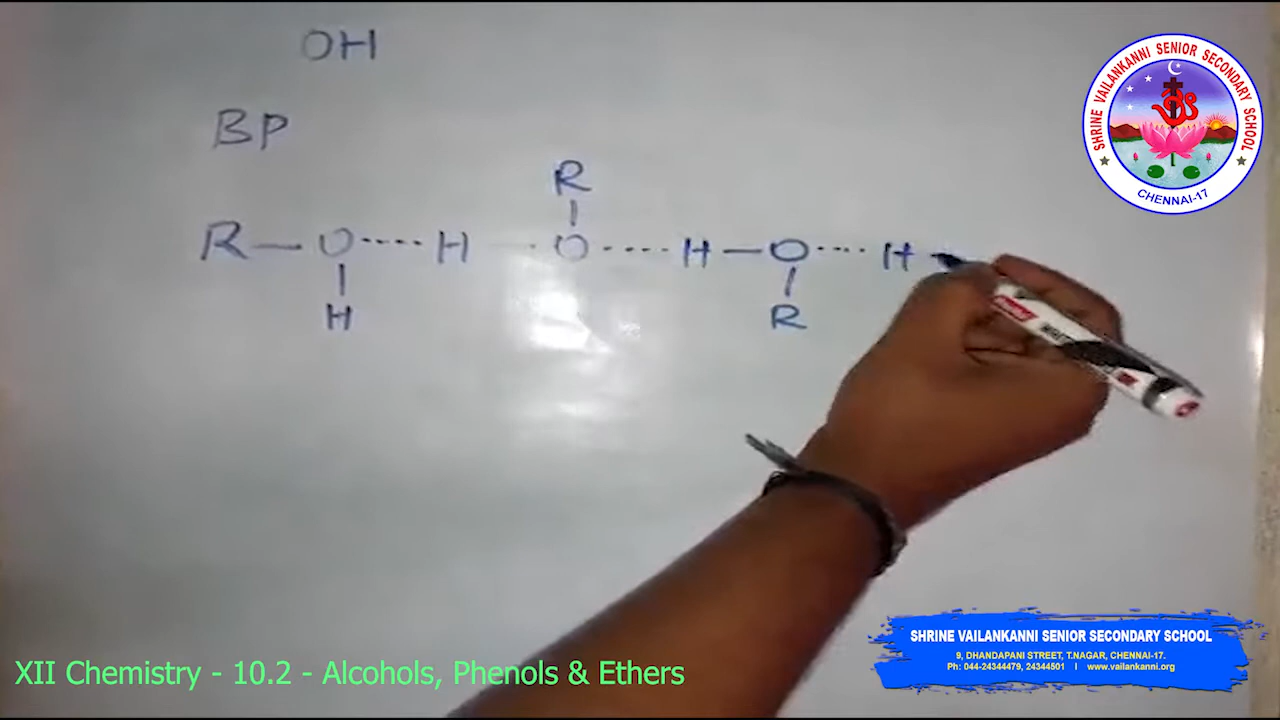 OH
BP
R
R — O ---- H — O ---- H — O ---- H -
H
R
SHRINE VAILANKANNI SENIOR SECONDARY SCHOOL
CHENNAI-17
SHRINE VAILANKANNI SENIOR SECONDARY SCHOOL
9, DHANDAPANI STREET, T.NAGAR, CHENNAI-17.
Ph: 044-24344479, 24344501 I www.vailankanni.org
XII Chemistry - 10.2 - Alcohols, Phenols & Ethers